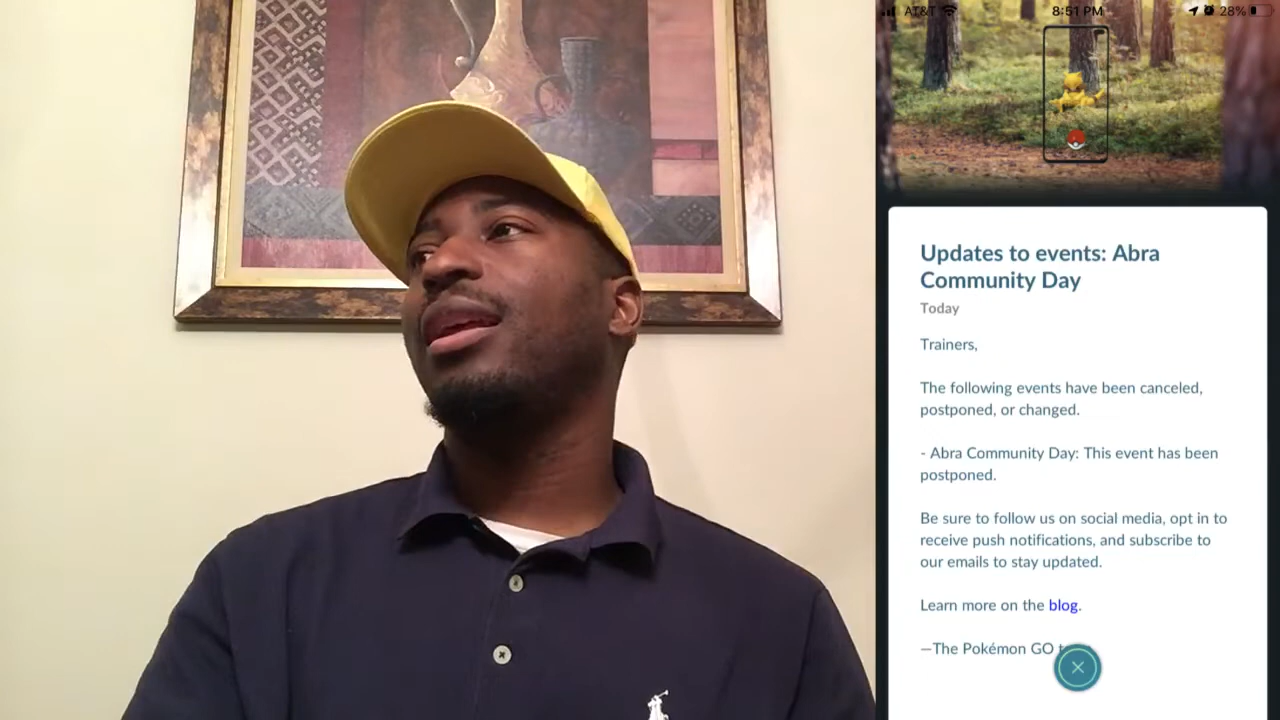 AT&T 8:51 PM 28%
Updates to events: Abra
Community Day
Today
Trainers,
The following events have been canceled,
postponed, or changed.
- Abra Community Day: This event has been
postponed.
Be sure to follow us on social media, opt in to
receive push notifications, and subscribe to
our emails to stay updated.
Learn more on the blog.
—The Pokémon GO t